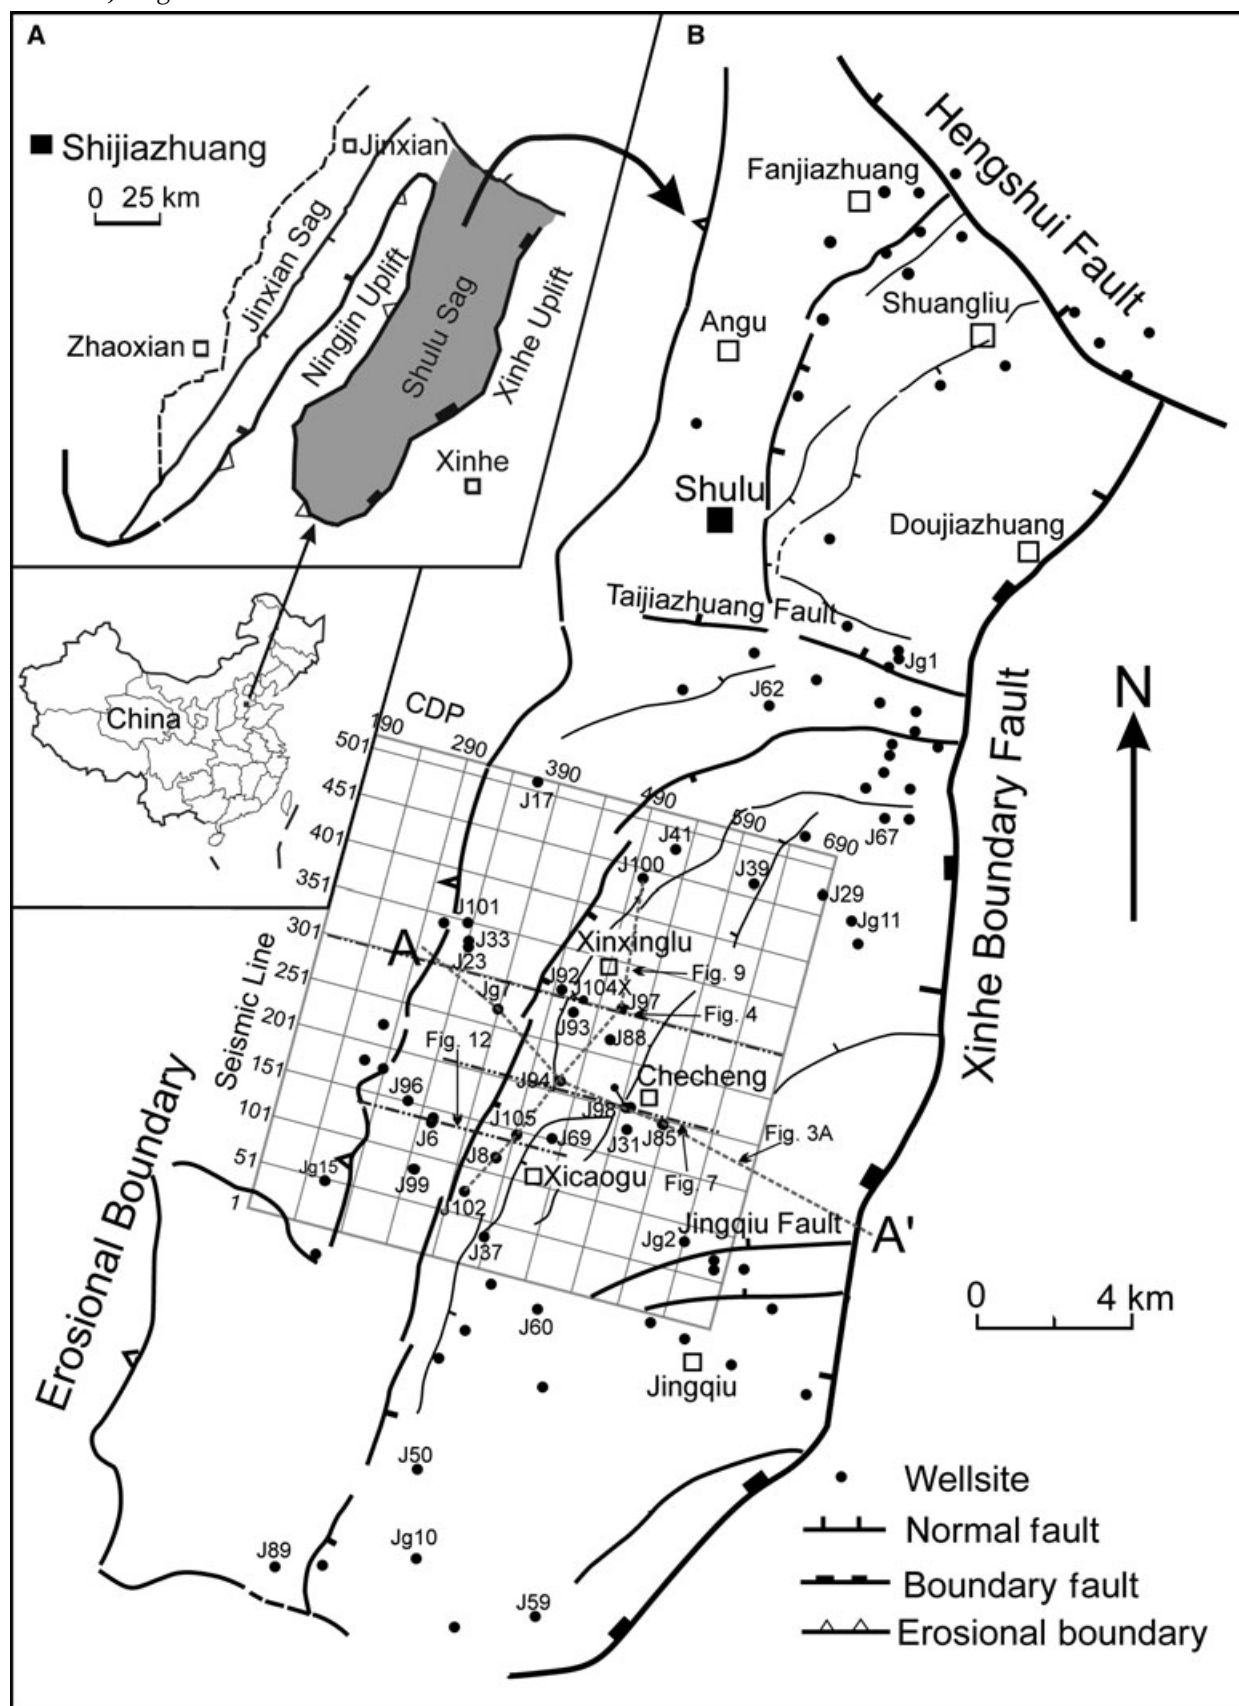 A
B
Shijiazhuang
0 25 km
Jinxian
Jinxian Sag
Ningjin Uplift
Shulu Sag
Xinhe Uplift
Zhaoxian
Xinhe
China
Hengshui Fault
Fanjiazhuang
Shuangliu
Angu
Shulu
Doujiazhuang
Taijiazhuang Fault
Jg1
J62
N
Xinhe Boundary Fault
CDP
190
290
390
490
590
690
501
451
401
351
301
251
201
151
101
51
1
Seismic Line
J17
J41
J67
J100
J39
J29
Jg11
J101
J33
J23
A
Xinxinglu
Fig. 9
J92
J104X
Jg7
J97
Fig. 4
J93
J88
Fig. 12
J94
Checheng
J96
J98
J105
J6
J69
J31
J85
Fig. 3A
J8
Jg15
J99
Xicaogu
Fig. 7
J102
Jingqiu Fault
A'
Jg2
J37
Erosional Boundary
0 4 km
J60
Jingqiu
J50
Wellsite
Normal fault
Jg10
J89
Boundary fault
J59
Erosional boundary